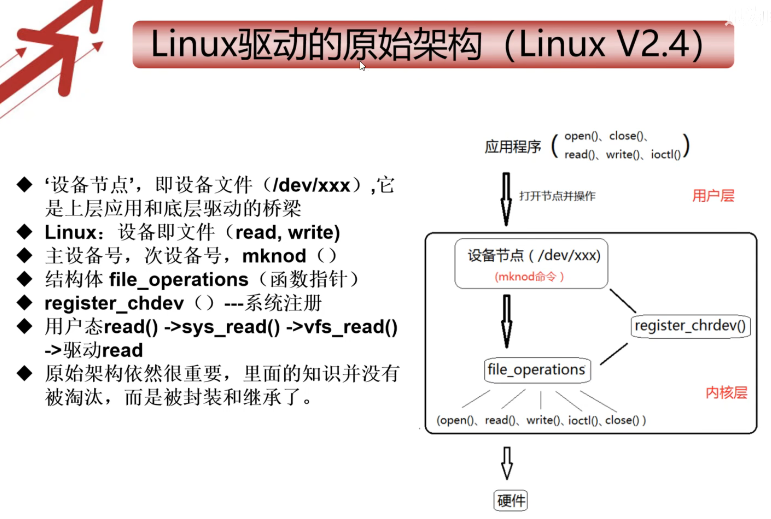 Linux驱动的原始架构（Linux V2.4）
◆ ‘设备节点’，即设备文件（/dev/xxx）,它
是上层应用和底层驱动的桥梁
◆ Linux：设备即文件（read, write)
◆ 主设备号，次设备号，mknod（）
◆ 结构体 file_operations（函数指针）
◆ register_chdev（）---系统注册
◆ 用户态read() ->sys_read() ->vfs_read()
->驱动read
◆ 原始架构依然很重要，里面的知识并没有
被淘汰，而是被封装和继承了。
应用程序（open()、close()、
read()、write()、ioctl()）
打开节点并操作
用户层
设备节点（/dev/xxx)
(mknod命令）
register_chrdev()
file_operations
内核层
(open()、read()、write()、ioctl()、close() )
硬件